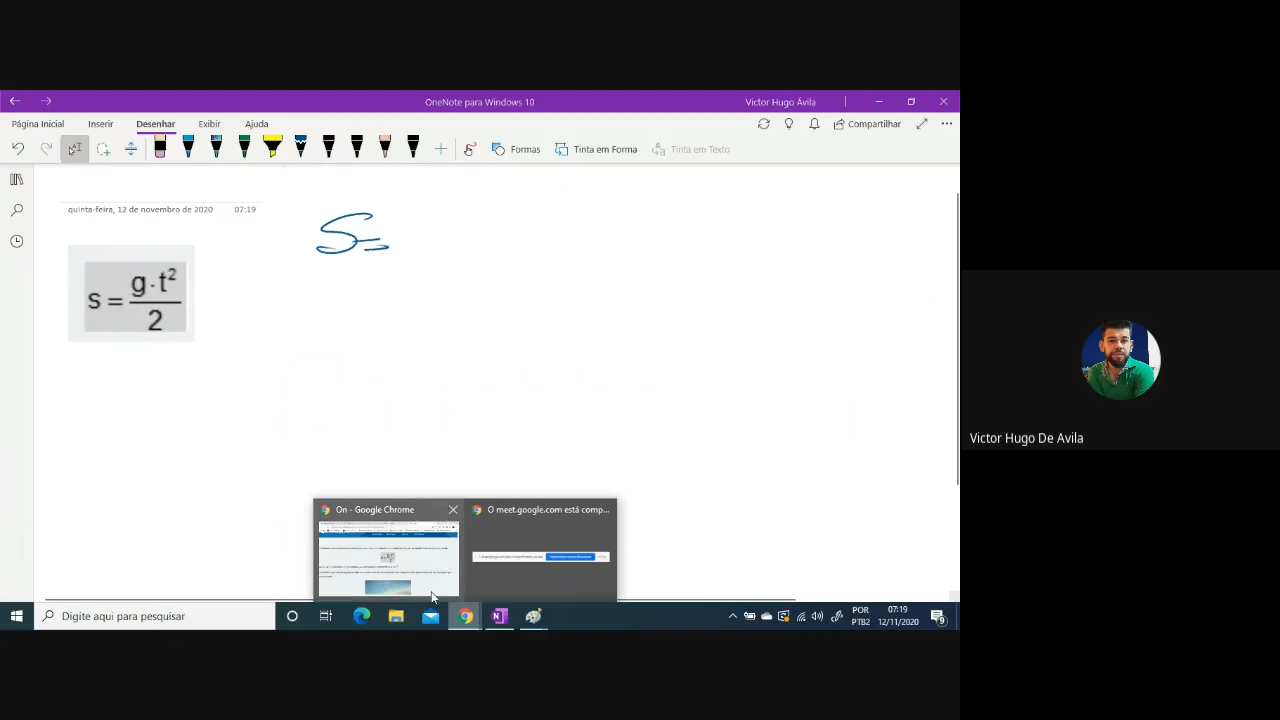 OneNote para Windows 10
Victor Hugo Ávila
Página Inicial Inserir Desenhar Exibir Ajuda
Compartilhar
Formas Tinta em Forma Tinta em Texto
quinta-feira, 12 de novembro de 2020 07:19
S=
s = g·t² / 2
Victor Hugo De Avila
On - Google Chrome
O meet.google.com está comp...
Digite aqui para pesquisar
POR
PTB2
07:19
12/11/2020
9